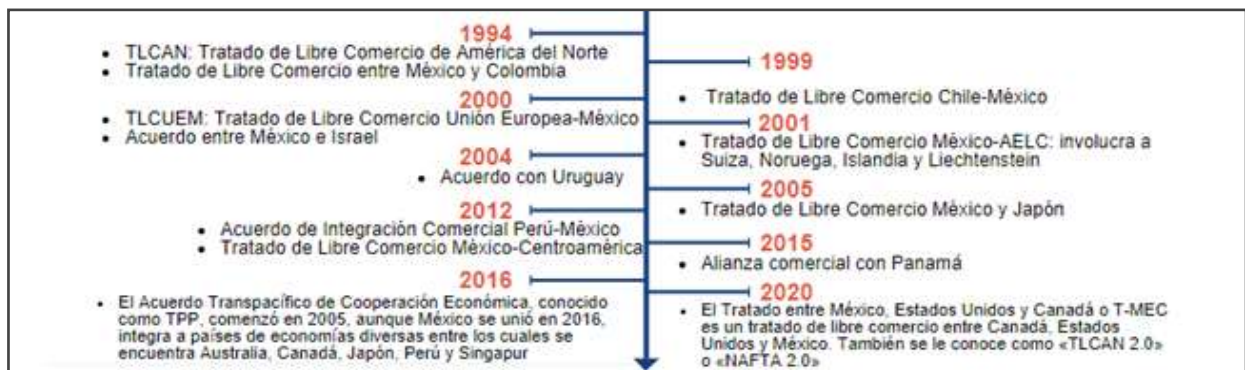 1994
TLCAN: Tratado de Libre Comercio de América del Norte
Tratado de Libre Comercio entre México y Colombia
1999
Tratado de Libre Comercio Chile-México
2000
TLCUEM: Tratado de Libre Comercio Unión Europea-México
Acuerdo entre México e Israel
2001
Tratado de Libre Comercio México-AELC: involucra a
Suiza, Noruega, Islandia y Liechtenstein
2004
Acuerdo con Uruguay
2005
Tratado de Libre Comercio México y Japón
2012
Acuerdo de Integración Comercial Perú-México
Tratado de Libre Comercio México-Centroamérica
2015
Alianza comercial con Panamá
2016
El Acuerdo Transpacífico de Cooperación Económica, conocido
como TPP, comenzó en 2005, aunque México se unió en 2016,
integra a países de economías diversas entre los cuales se
encuentra Australia, Canadá, Japón, Perú y Singapur
2020
El Tratado entre México, Estados Unidos y Canadá o T-MEC
es un tratado de libre comercio entre Canadá, Estados
Unidos y México. También se le conoce como «TLCAN 2.0»
o «NAFTA 2.0»